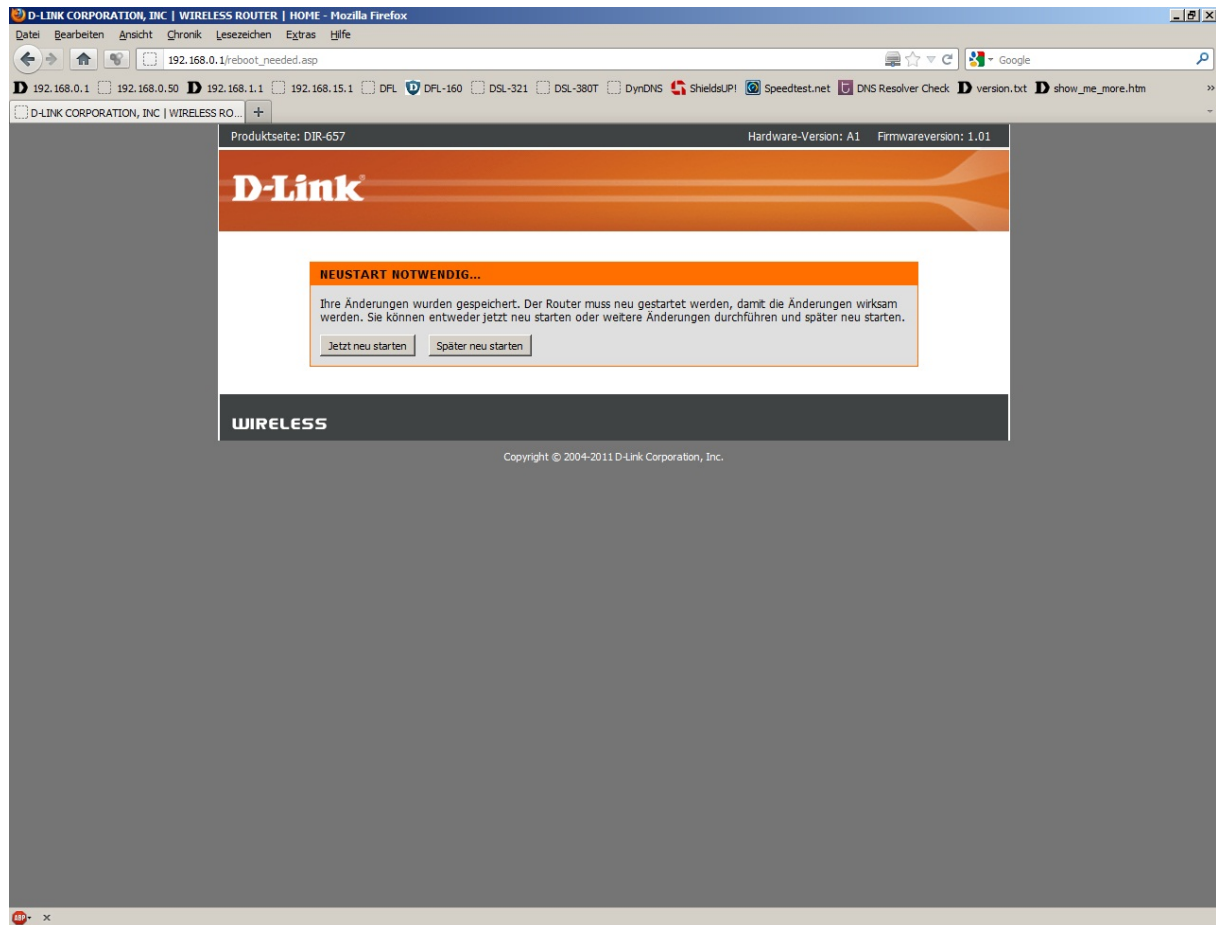 D-LINK CORPORATION, INC | WIRELESS ROUTER | HOME - Mozilla Firefox
Datei Bearbeiten Ansicht Chronik Lesezeichen Extras Hilfe
192.168.0.1/reboot_needed.asp Google
192.168.0.1 192.168.0.50 192.168.1.1 192.168.15.1 DFL DFL-160 DSL-321 DSL-380T DynDNS ShieldsUP! Speedtest.net DNS Resolver Check version.txt show_me_more.htm »
D-LINK CORPORATION, INC | WIRELESS RO... +
Produktseite: DIR-657 Hardware-Version: A1 Firmwareversion: 1.01
D-Link
NEUSTART NOTWENDIG...
Ihre Änderungen wurden gespeichert. Der Router muss neu gestartet werden, damit die Änderungen wirksam
werden. Sie können entweder jetzt neu starten oder weitere Änderungen durchführen und später neu starten.
Jetzt neu starten Später neu starten
WIRELESS
Copyright © 2004-2011 D-Link Corporation, Inc.
ABP